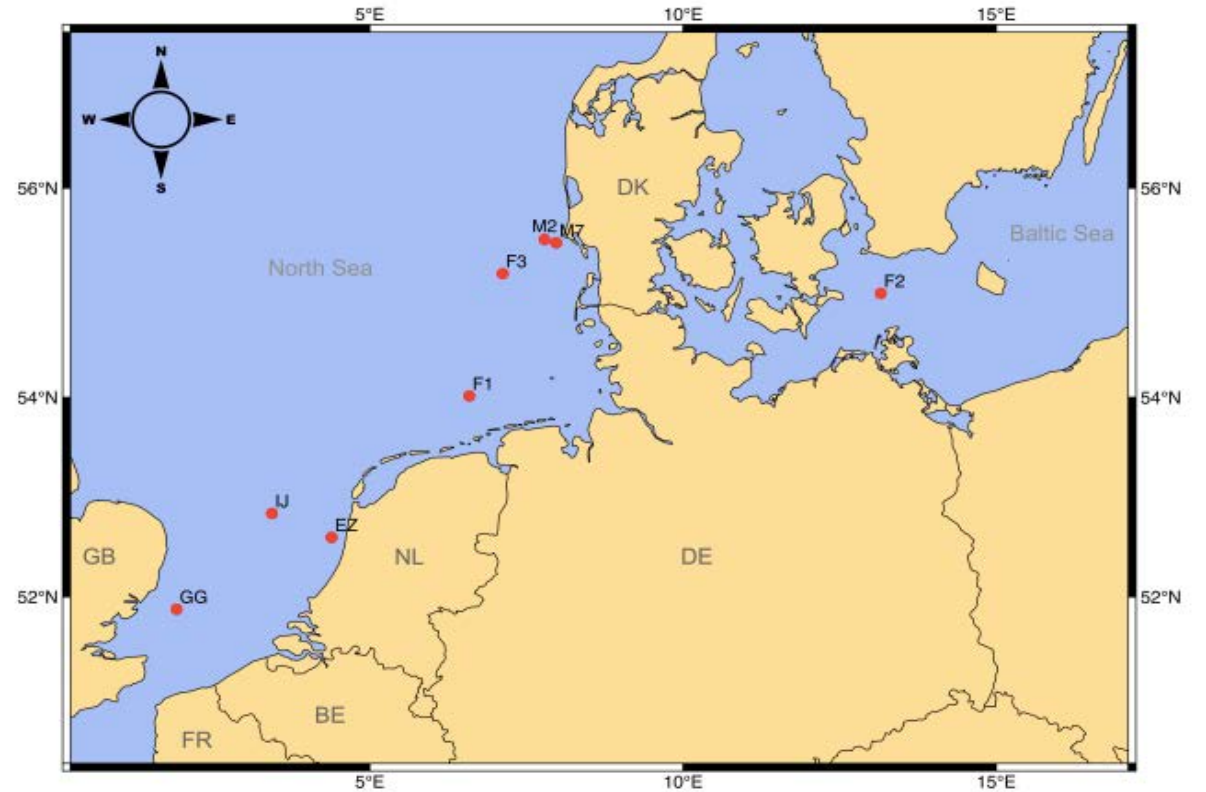 5°E 10°E 15°E
N
W E
S
56°N DK 56°N
M2 M7
Baltic Sea
North Sea F3
F2
F1
54°N 54°N
IJ
EZ
GB NL DE
52°N GG 52°N
BE
FR
5°E 10°E 15°E